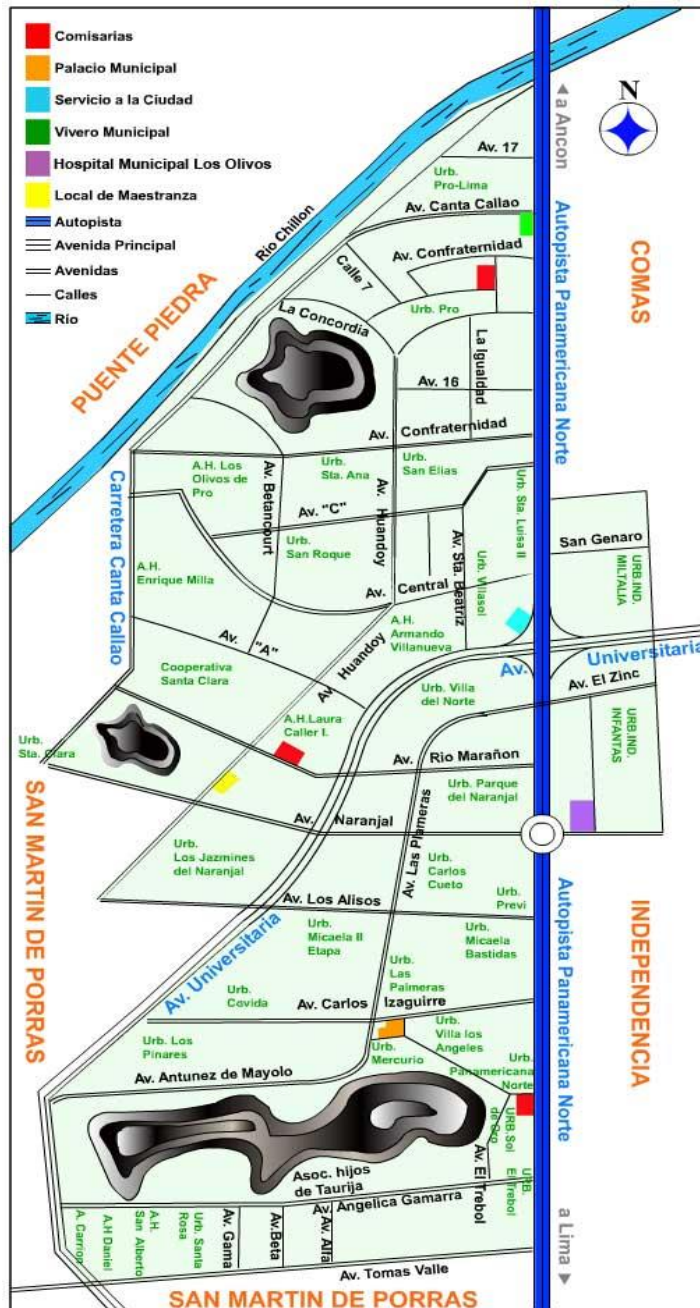 Comisarias
Palacio Municipal
Servicio a la Ciudad
Vivero Municipal
Hospital Municipal Los Olivos
Local de Maestranza
Autopista
Avenida Principal
Avenidas
Calles
Río
N
a Ancon
Av. 17
Urb.
Pro-Lima
Av. Canta Callao
Río Chillon
Av. Confraternidad
Calle 7
Autopista Panamericana Norte
COMAS
PUENTE PIEDRA
La Concordia
Urb. Pro
La Igualdad
Av. 16
Av. Confraternidad
A.H. Los
Olivos de
Pro
Av. Betancourt
Urb.
Sta. Ana
Av. Huandoy
Urb.
San Elias
Carretera Canta Callao
Av. "C"
Urb.
San Roque
Av. Sta. Beatriz
Urb. Sta. Luisa II
Urb. Villasol
San Genaro
URB.IND.
MILTALIA
A.H.
Enrique Milla
Av. Central
Av. "A"
Av. Huandoy
A.H.
Armando
Villanueva
Av. Universitaria
Cooperativa
Santa Clara
Urb. Villa
del Norte
Av. El Zinc
URB.IND
INFANTAS
Urb.
Sta. Clara
A.H.Laura
Caller I.
Av. Rio Marañon
Urb. Parque
del Naranjal
Av. Naranjal
Av. Las Plameras
SAN MARTIN DE PORRAS
Urb.
Los Jazmines
del Naranjal
Urb.
Carlos
Cueto
Av. Los Alisos
Urb.
Previ
Av. Universitaria
Urb.
Micaela II
Etapa
Urb.
Micaela
Bastidas
Autopista Panamericana Norte
INDEPENDENCIA
Urb.
Covida
Urb.
Las
Palmeras
Av. Carlos Izaguirre
Urb. Los
Pinares
Urb.
Mercurio
Urb.
Villa los
Angeles
Av. Antunez de Mayolo
Urb.
Panamericana
Norte
URB.Sol
de Oro
URB.
El Trebol
Av. El Trebol
Asoc. hijos
de Taurija
Av. Angelica Gamarra
A. Carrion
A.H Daniel
A.H.
San Alberto
Urb. Santa
Rosa
Av. Gama
Av.Beta
Av. Alfa
a Lima
Av. Tomas Valle
SAN MARTIN DE PORRAS